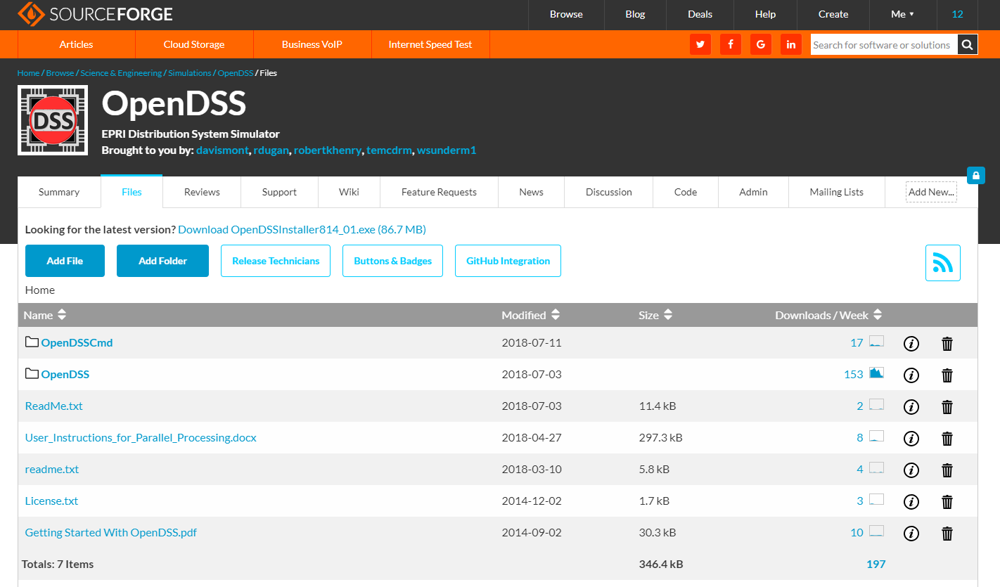 SOURCEFORGE
Browse Blog Deals Help Create Me 12
Articles Cloud Storage Business VoIP Internet Speed Test Search for software or solutions
Home / Browse / Science & Engineering / Simulations / OpenDSS / Files
DSS
OpenDSS
EPRI Distribution System Simulator
Brought to you by: davismont, rdugan, robertkhenry, temcdrm, wsunderm1
Summary Files Reviews Support Wiki Feature Requests News Discussion Code Admin Mailing Lists Add New...
Looking for the latest version? Download OpenDSSInstaller814_01.exe (86.7 MB)
Add File Add Folder Release Technicians Buttons & Badges GitHub Integration
Home
Name Modified Size Downloads / Week
OpenDSSCmd 2018-07-11 17
OpenDSS 2018-07-03 153
ReadMe.txt 2018-07-03 11.4 kB 2
User_Instructions_for_Parallel_Processing.docx 2018-04-27 297.3 kB 8
readme.txt 2018-03-10 5.8 kB 4
License.txt 2014-12-02 1.7 kB 3
Getting Started With OpenDSS.pdf 2014-09-02 30.3 kB 10
Totals: 7 Items 346.4 kB 197